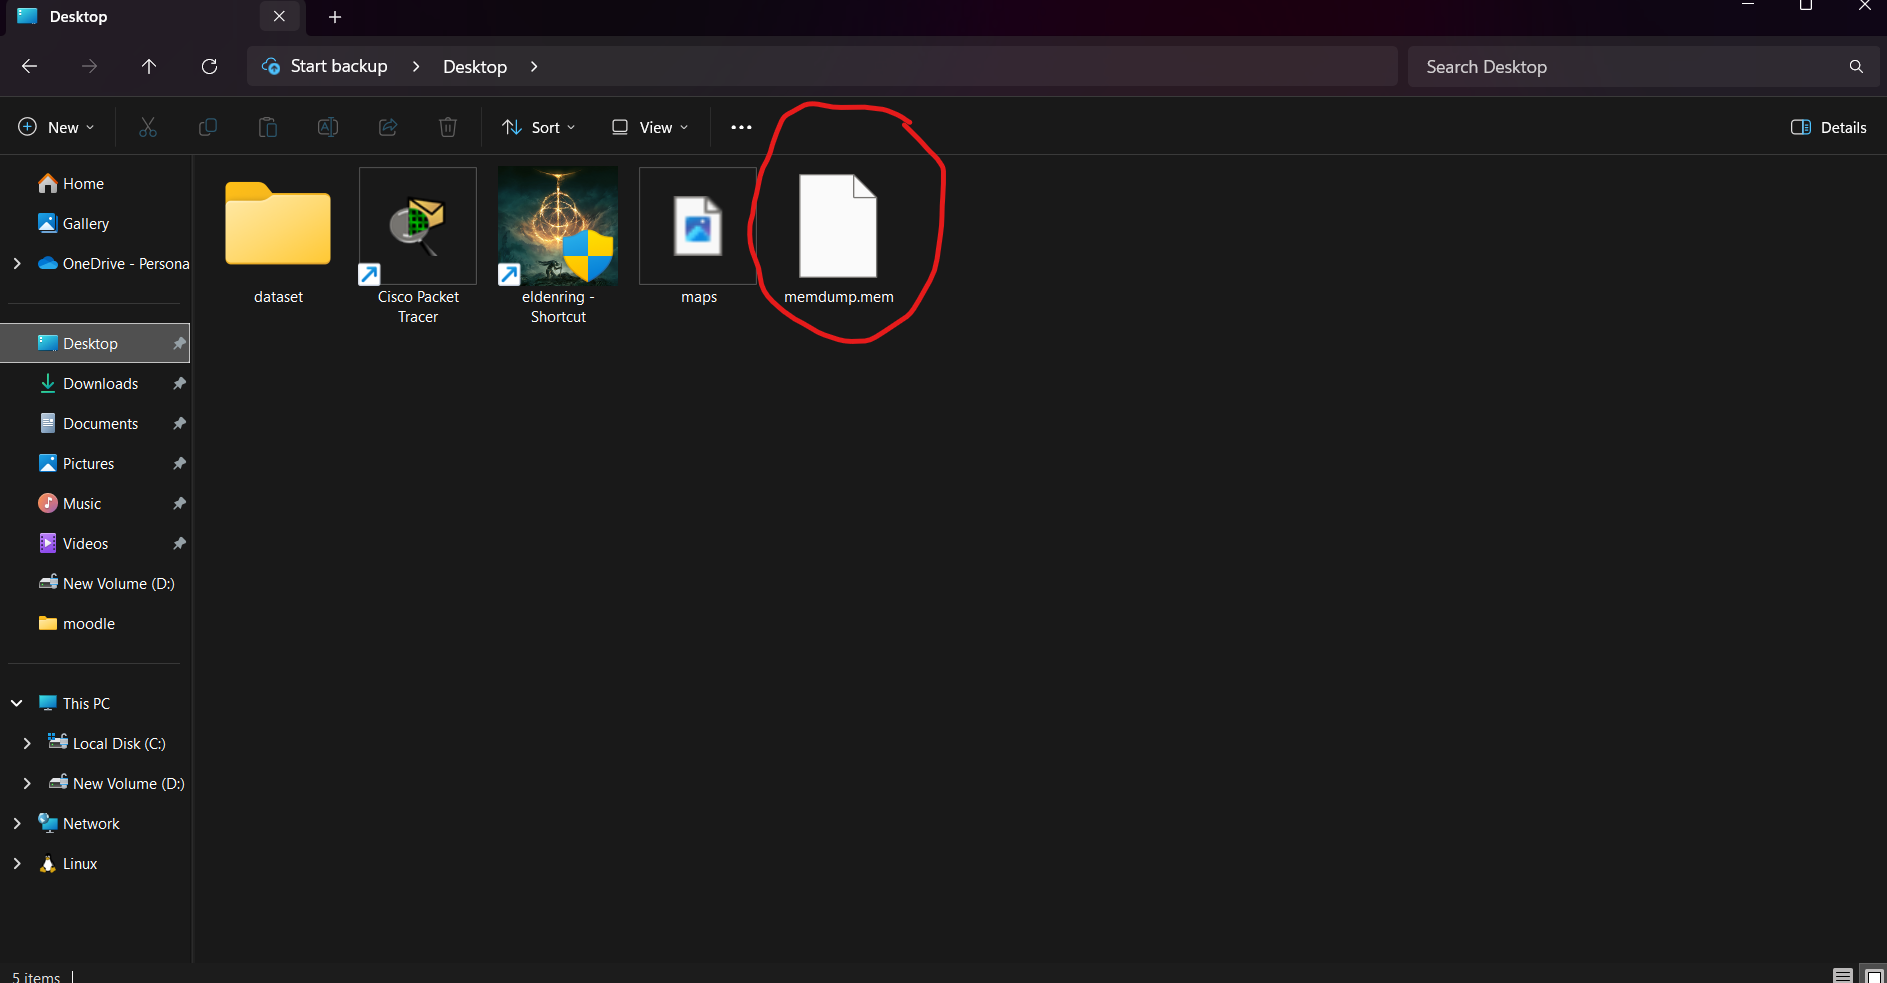 Desktop
Start backup
Desktop
Search Desktop
New
Sort
View
Details
Home
Gallery
OneDrive - Persona
Desktop
Downloads
Documents
Pictures
Music
Videos
New Volume (D:)
moodle
This PC
Local Disk (C:)
New Volume (D:)
Network
Linux
dataset
Cisco Packet
Tracer
eldenring -
Shortcut
maps
memdump.mem
5 items